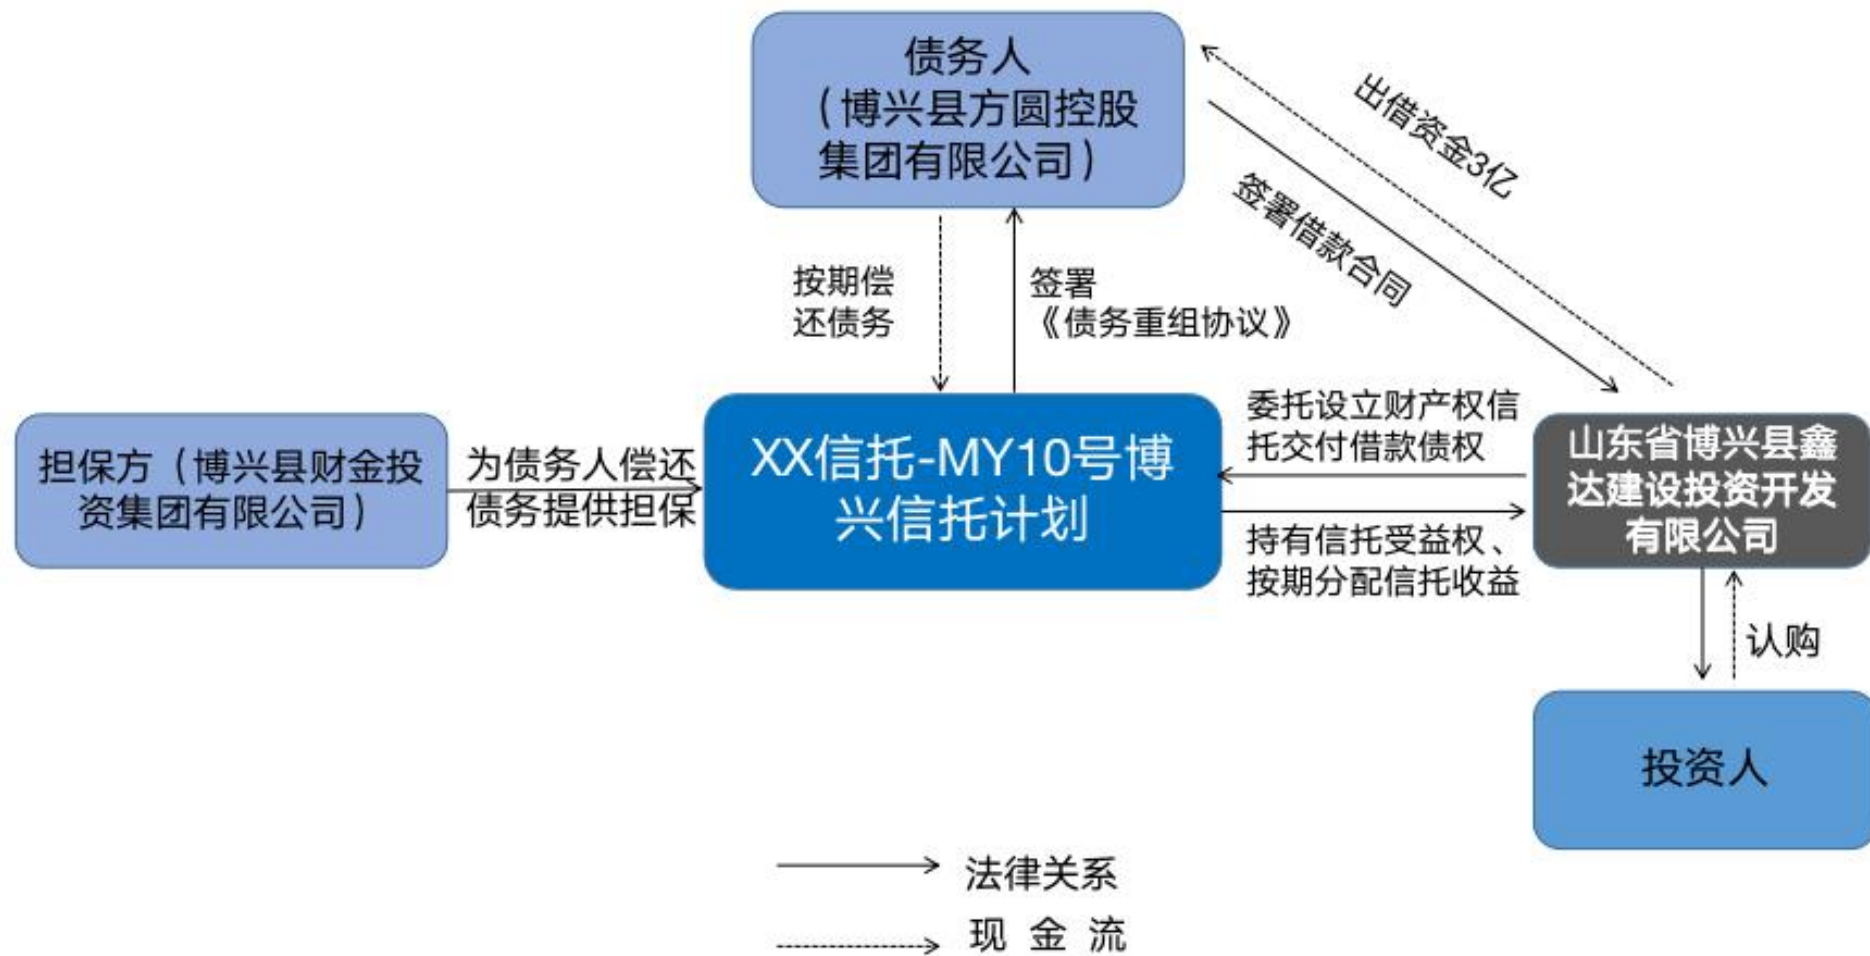 债务人
（博兴县方圆控股
集团有限公司）
出借资金3亿
签署借款合同
按期偿
还债务
签署
《债务重组协议》
担保方（博兴县财金投
资集团有限公司）
为债务人偿还
债务提供担保
XX信托-MY10号博
兴信托计划
委托设立财产权信
托交付借款债权
持有信托受益权、
按期分配信托收益
山东省博兴县鑫
达建设投资开发
有限公司
认购
投资人
法律关系
现 金 流